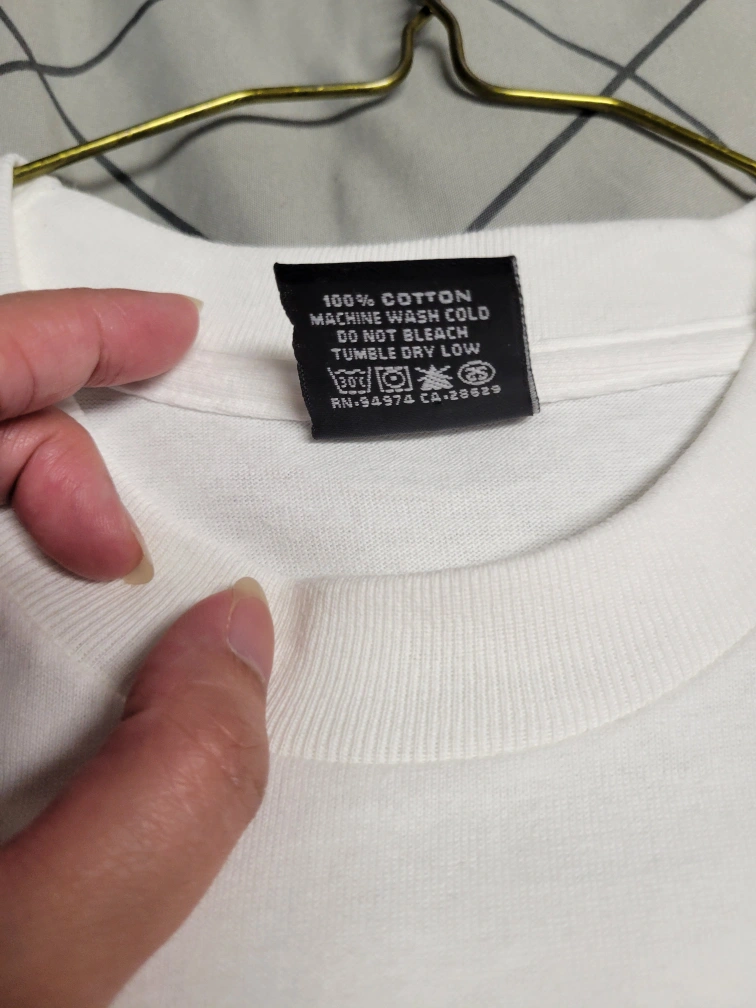 100% COTTON
MACHINE WASH COLD
DO NOT BLEACH
TUMBLE DRY LOW
30°C
RN-94974 CA-28629